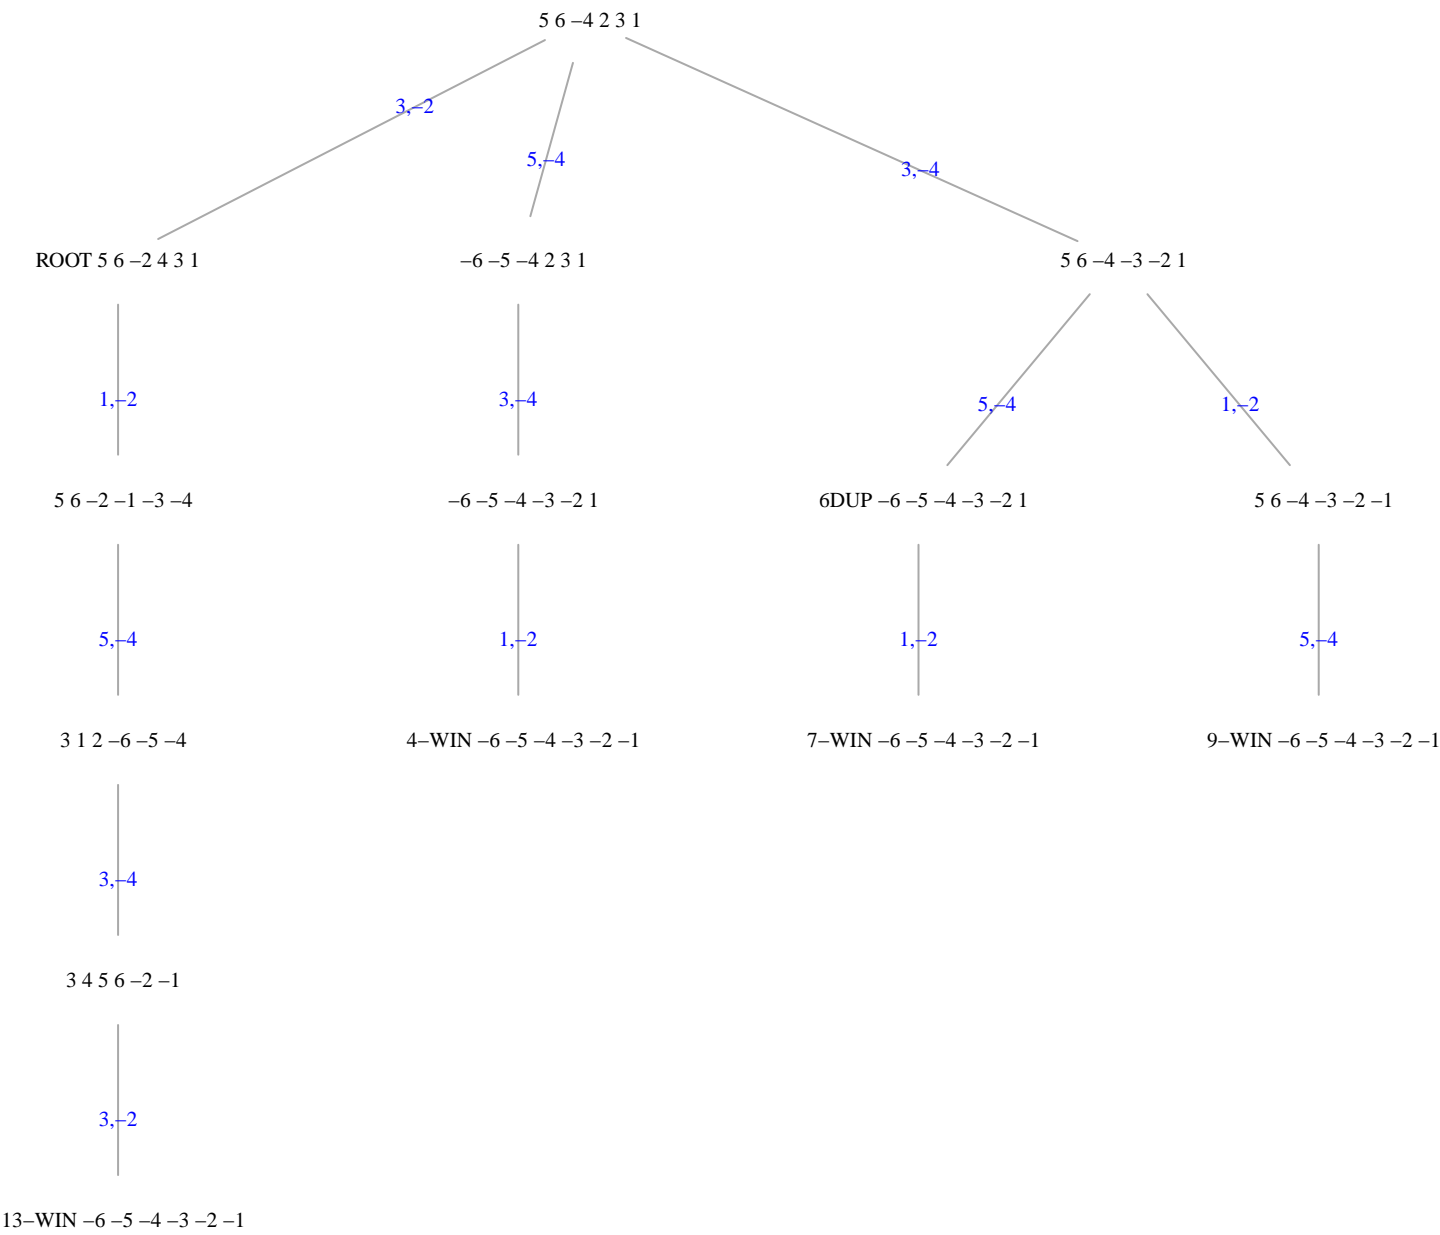 5 6 –4 2 3 1
3,–2
5,–4
3,–4
ROOT 5 6 –2 4 3 1
–6 –5 –4 2 3 1
5 6 –4 –3 –2 1
1,–2
3,–4
5,–4
1,–2
5 6 –2 –1 –3 –4
–6 –5 –4 –3 –2 1
6DUP –6 –5 –4 –3 –2 1
5 6 –4 –3 –2 –1
5,–4
1,–2
1,–2
5,–4
3 1 2 –6 –5 –4
4–WIN –6 –5 –4 –3 –2 –1
7–WIN –6 –5 –4 –3 –2 –1
9–WIN –6 –5 –4 –3 –2 –1
3,–4
3 4 5 6 –2 –1
3,–2
13–WIN –6 –5 –4 –3 –2 –1